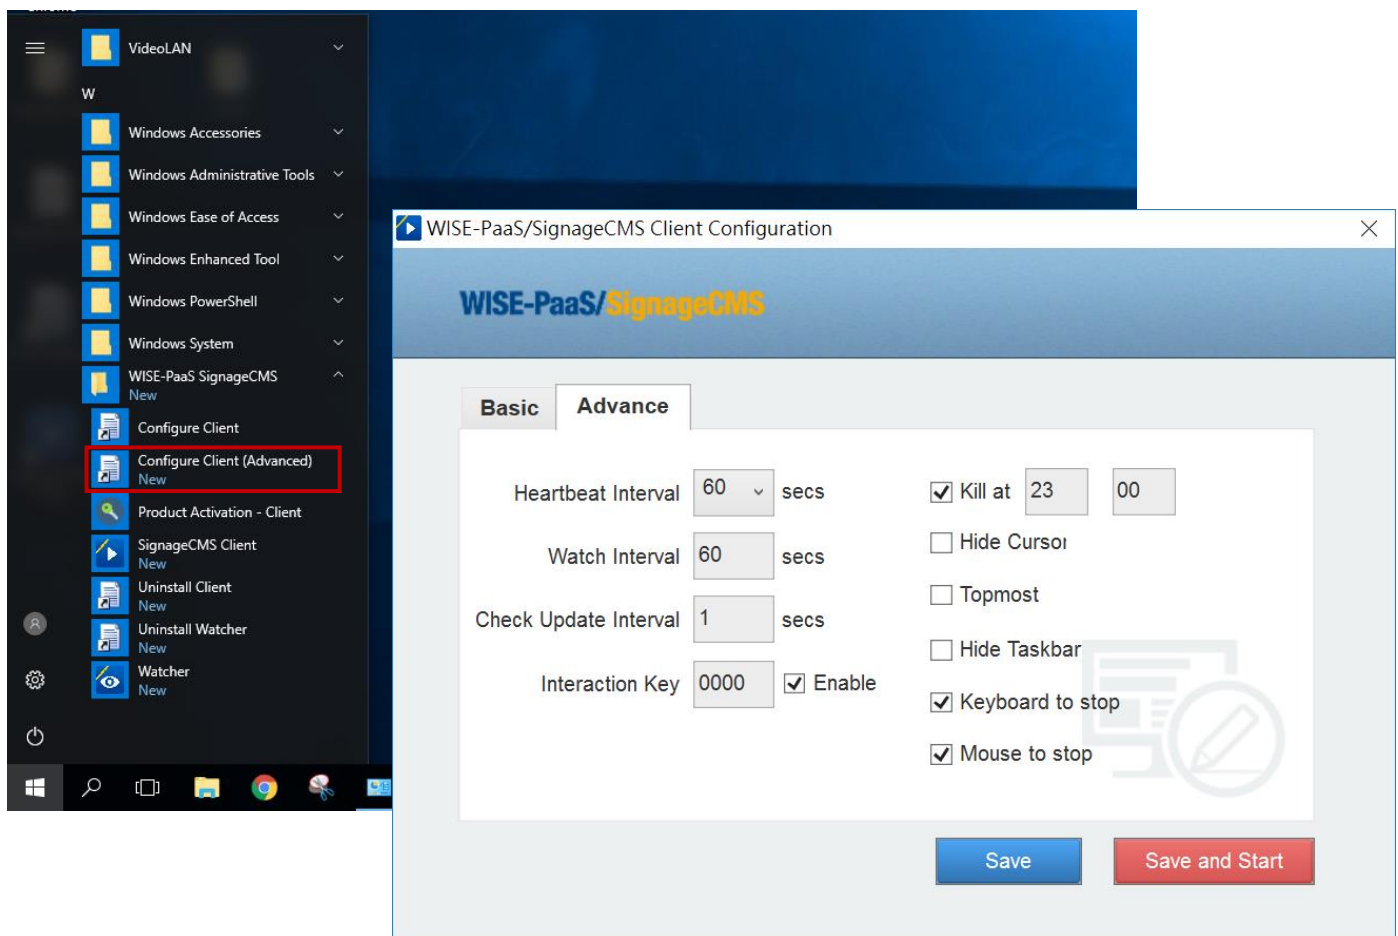 VideoLAN
W
Windows Accessories
Windows Administrative Tools
Windows Ease of Access
Windows Enhanced Tool
Windows PowerShell
Windows System
WISE-PaaS SignageCMS
New
Configure Client
Configure Client (Advanced)
New
Product Activation - Client
SignageCMS Client
New
Uninstall Client
New
Uninstall Watcher
New
Watcher
New
WISE-PaaS/SignageCMS Client Configuration
WISE-PaaS/SignageCMS
Basic Advance
Heartbeat Interval 60 secs
Watch Interval 60 secs
Check Update Interval 1 secs
Interaction Key 0000 Enable
Kill at 23 00
Hide Cursor
Topmost
Hide Taskbar
Keyboard to stop
Mouse to stop
Save Save and Start